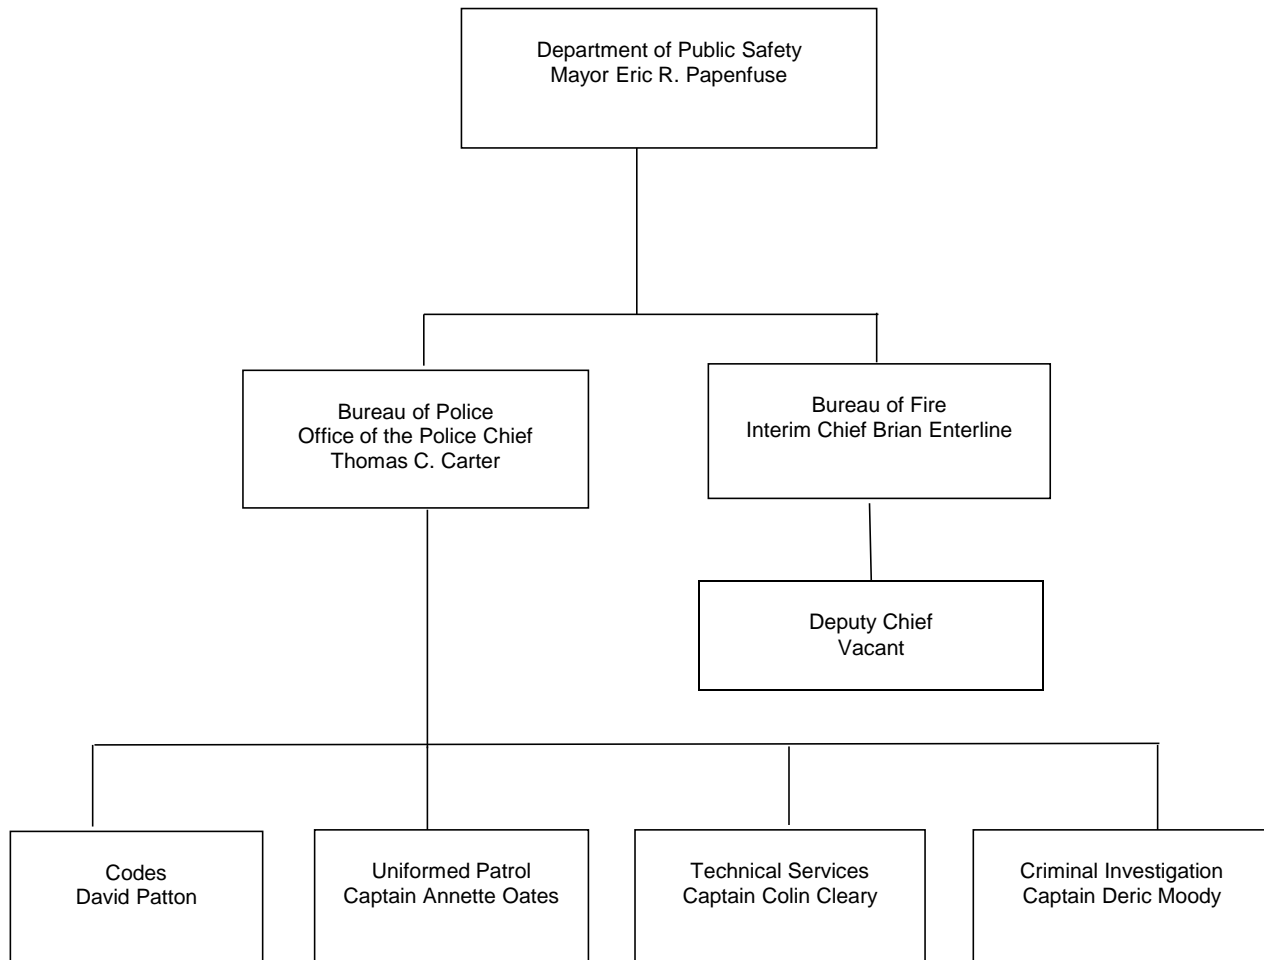 Department of Public Safety
Mayor Eric R. Papenfuse
Bureau of Police
Office of the Police Chief
Thomas C. Carter
Bureau of Fire
Interim Chief Brian Enterline
Deputy Chief
Vacant
Codes
David Patton
Uniformed Patrol
Captain Annette Oates
Technical Services
Captain Colin Cleary
Criminal Investigation
Captain Deric Moody